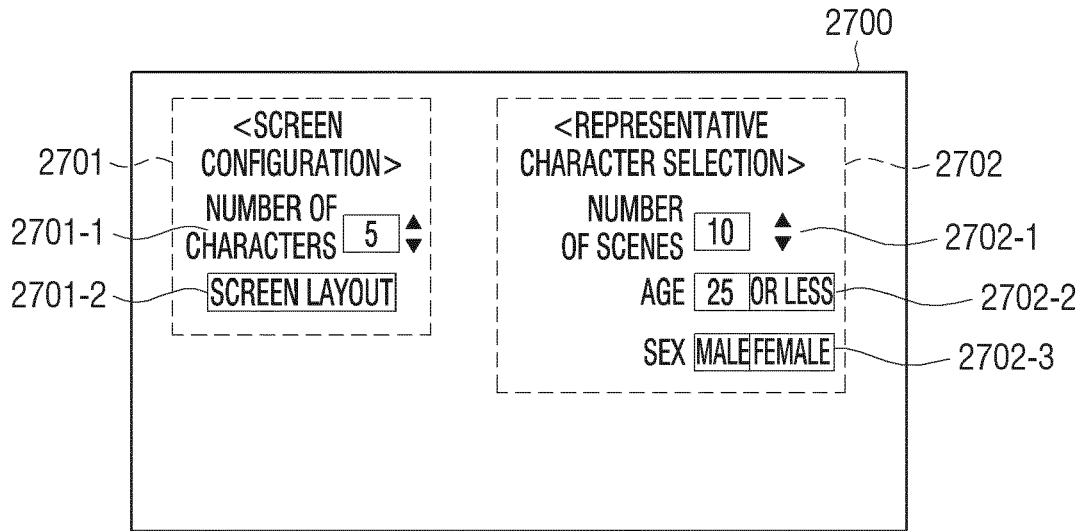 2700
<SCREEN
CONFIGURATION>
<REPRESENTATIVE
CHARACTER SELECTION>
2701
2702
NUMBER OF
CHARACTERS 5
2701-1
NUMBER
OF SCENES 10
2702-1
2701-2
SCREEN LAYOUT
AGE 25 OR LESS
2702-2
SEX MALE FEMALE
2702-3